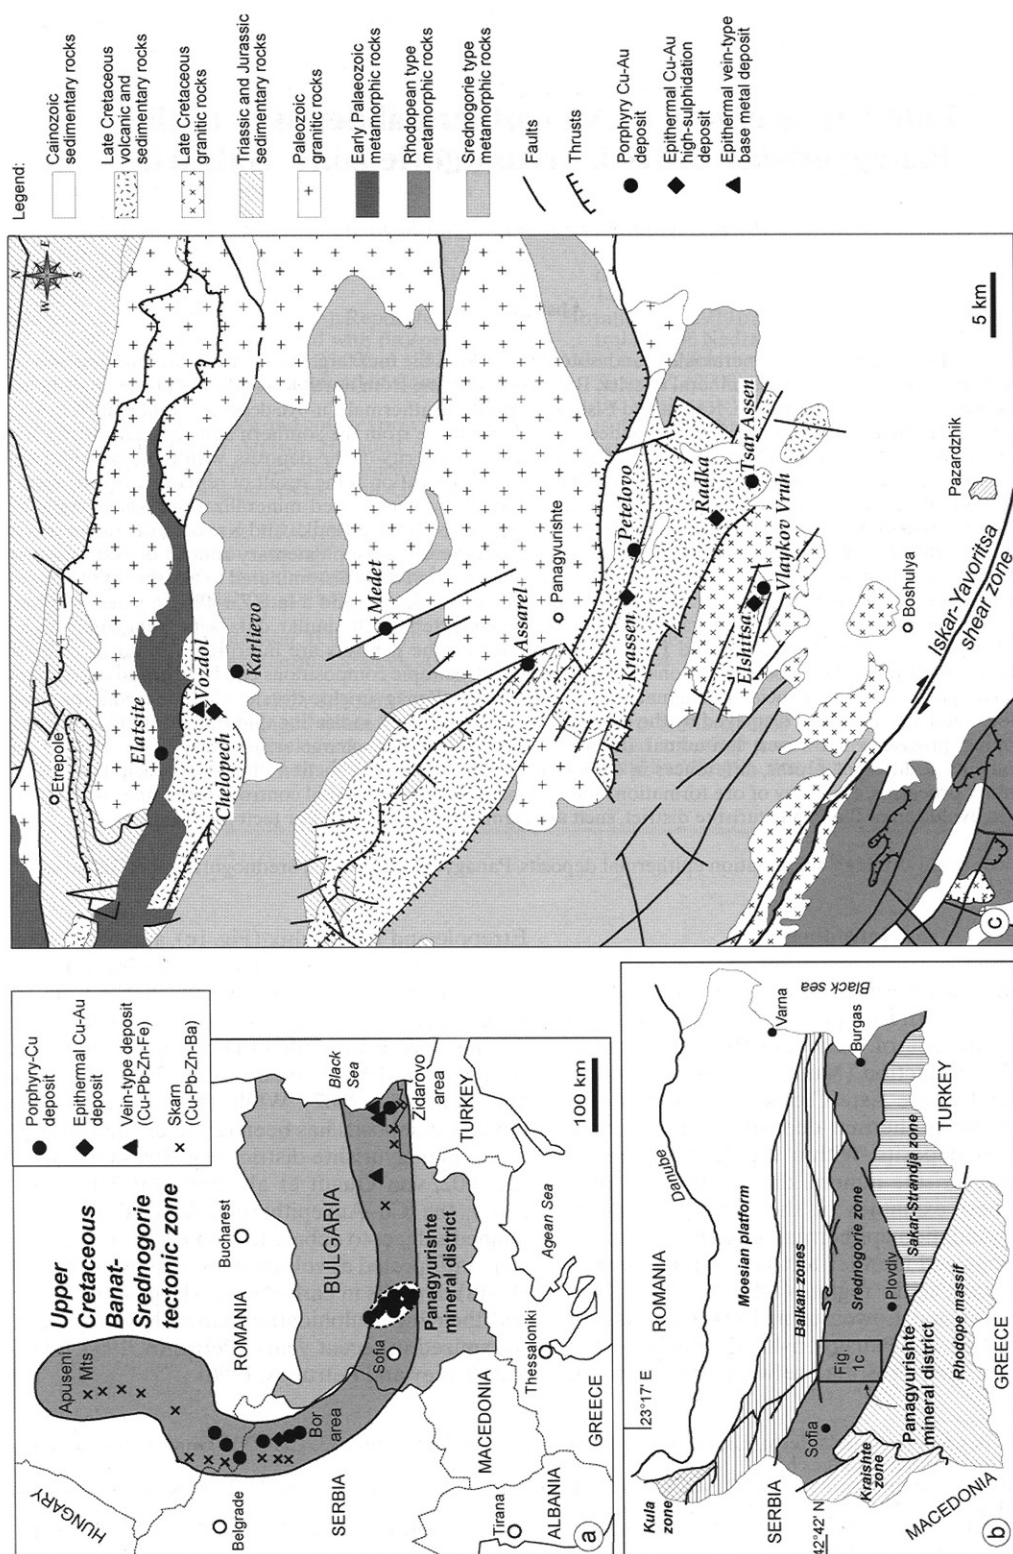 Upper
Cretaceous
Banat-
Srednogorie
tectonic zone
Porphyry-Cu
deposit
Epithermal Cu-Au
deposit
Vein-type deposit
(Cu-Pb-Zn-Fe)
Skarn
(Cu-Pb-Zn-Ba)
HUNGARY
Apuseni
Mts
ROMANIA
Bucharest
Belgrade
SERBIA
Bor
area
BULGARIA
Black
Sea
Sofia
Panagyurishte
mineral district
Zidarovo
area
TURKEY
MACEDONIA
Tirana
ALBANIA
Thessaloniki
GREECE
Agean Sea
100 km
a
23°17' E
ROMANIA
Danube
Kula
zone
Moesian platform
Varna
Black sea
SERBIA
Balkan zones
42°42' N
Sofia
Fig.
1c
Srednogorie zone
Burgas
Plovdiv
Kraishte
zone
Panagyurishte
mineral district
Sakar-Strandja zone
Rhodope massif
TURKEY
MACEDONIA
GREECE
b
N
W
E
S
Etrepole
Elatsite
Vozdol
Chelopech
Karlievo
Medet
Assarel
Panagyurishte
Krassen
Petelovo
Radka
Elshitsa
Tsar Assen
Vlaykov Vruh
Boshulya
Pazardzhik
Iskar-Yavoritsa
shear zone
5 km
c
Legend:
Cainozoic
sedimentary rocks
Late Cretaceous
volcanic and
sedimentary rocks
Late Cretaceous
granitic rocks
Triassic and Jurassic
sedimentary rocks
Paleozoic
granitic rocks
Early Palaeozoic
metamorphic rocks
Rhodopean type
metamorphic rocks
Srednogorie type
metamorphic rocks
Faults
Thrusts
Porphyry Cu-Au
deposit
Epithermal Cu-Au
high-sulphidation
deposit
Epithermal vein-type
base metal deposit